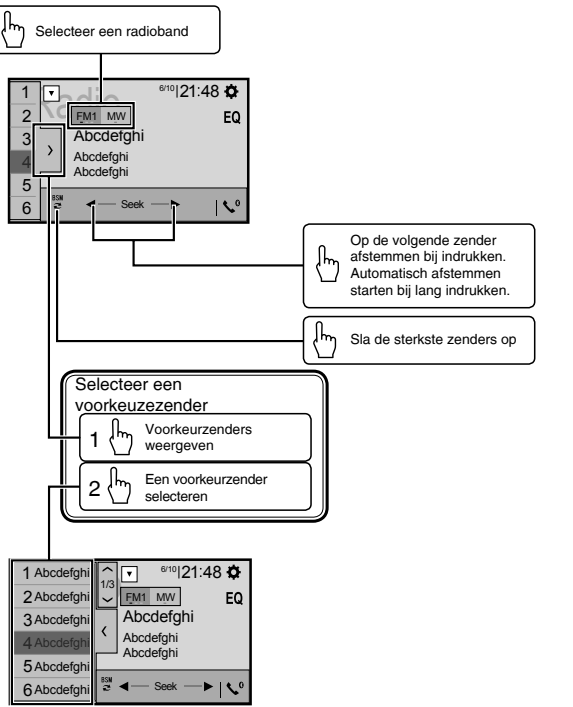 Selecteer een radioband
Radio
6/10 21:48
FM1 MW
EQ
1
2
3
4
5
6
Abcdefghi
Abcdefghi
Abcdefghi
BSM
Seek
Op de volgende zender
afstemmen bij indrukken.
Automatisch afstemmen
starten bij lang indrukken.
Sla de sterkste zenders op
Selecteer een
voorkeuzezender
1 Voorkeurzenders
weergeven
2 Een voorkeurzender
selecteren
1 Abcdefghi
2 Abcdefghi
3 Abcdefghi
4 Abcdefghi
5 Abcdefghi
6 Abcdefghi
1/3
6/10 21:48
FM1 MW
EQ
Abcdefghi
Abcdefghi
Abcdefghi
BSM
Seek